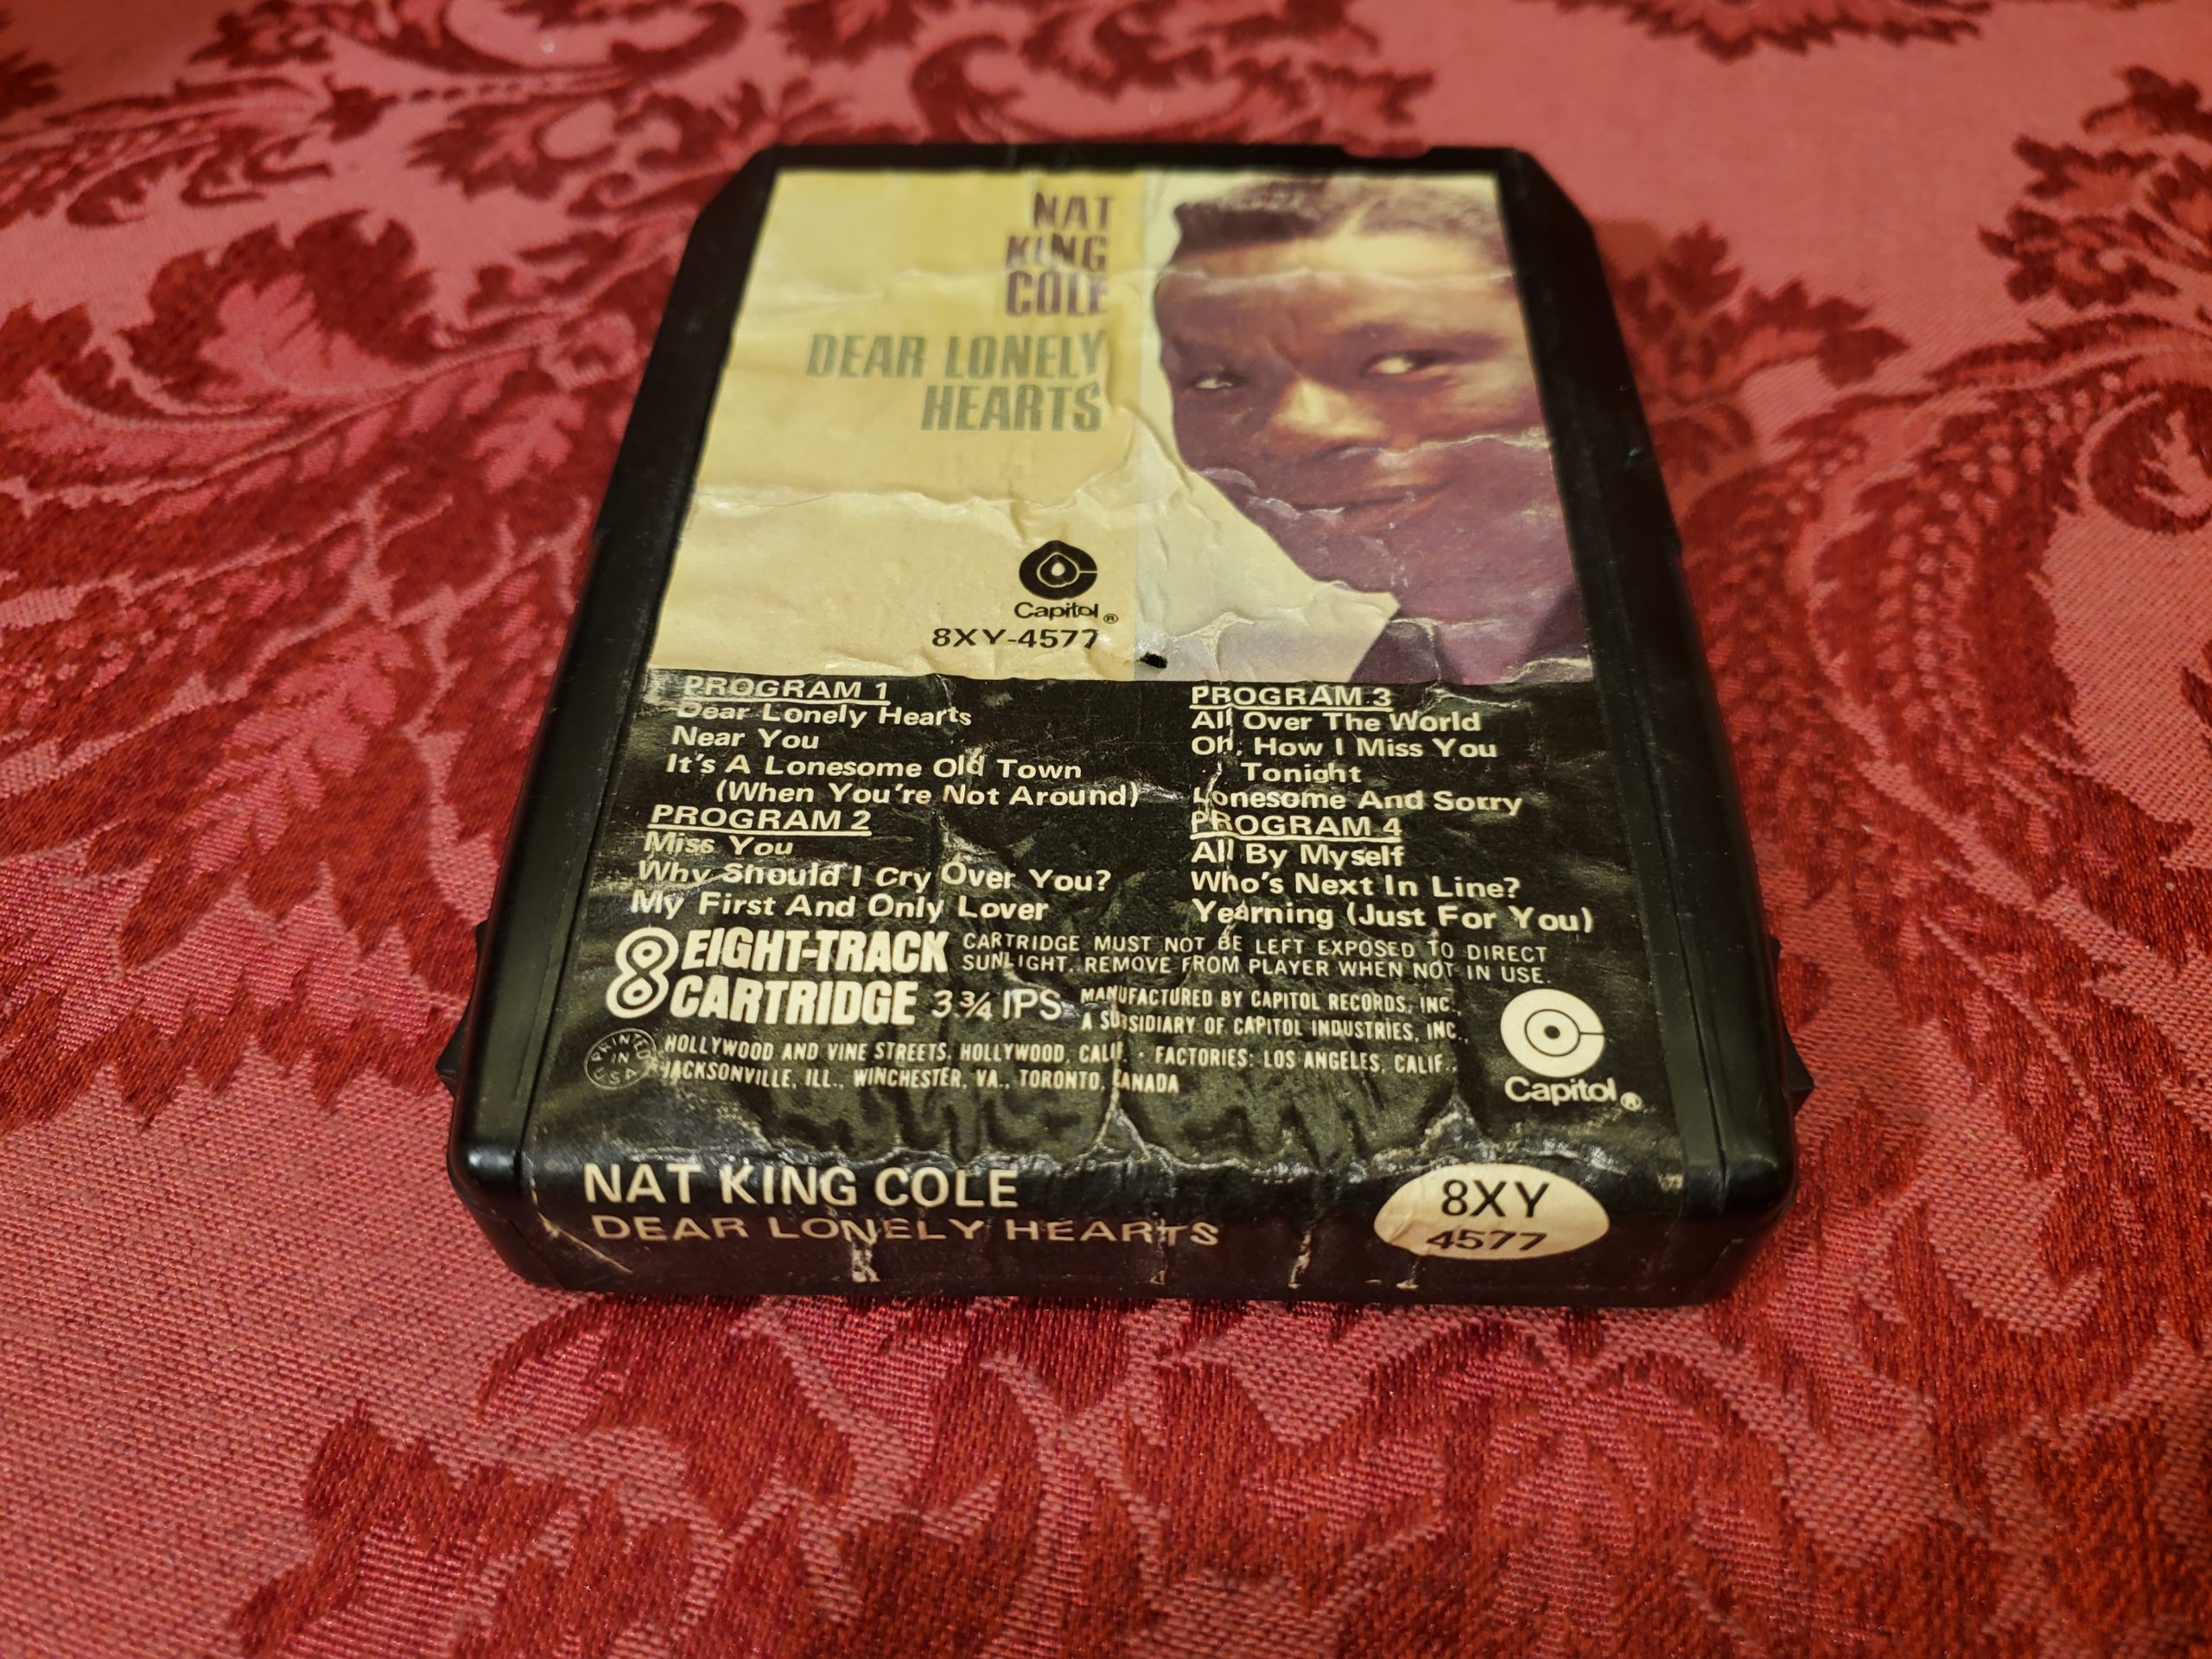 NAT
KING
COLE
DEAR LONELY
HEARTS
Capitol®
8XY-4577
PROGRAM 1
Dear Lonely Hearts
Near You
It's A Lonesome Old Town
(When You're Not Around)
PROGRAM 2
Miss You
Why Should I Cry Over You?
My First And Only Lover
PROGRAM 3
All Over The World
Oh, How I Miss You
Tonight
Lonesome And Sorry
PROGRAM 4
All By Myself
Who's Next In Line?
Yearning (Just For You)
8 EIGHT-TRACK
CARTRIDGE 3¾ IPS
CARTRIDGE MUST NOT BE LEFT EXPOSED TO DIRECT
SUNLIGHT. REMOVE FROM PLAYER WHEN NOT IN USE.
MANUFACTURED BY CAPITOL RECORDS, INC.,
A SUBSIDIARY OF CAPITOL INDUSTRIES, INC.,
PRINTED IN USA
HOLLYWOOD AND VINE STREETS, HOLLYWOOD, CALIF. · FACTORIES: LOS ANGELES, CALIF.,
JACKSONVILLE, ILL., WINCHESTER, VA., TORONTO, CANADA
Capitol®
NAT KING COLE
DEAR LONELY HEARTS
8XY
4577